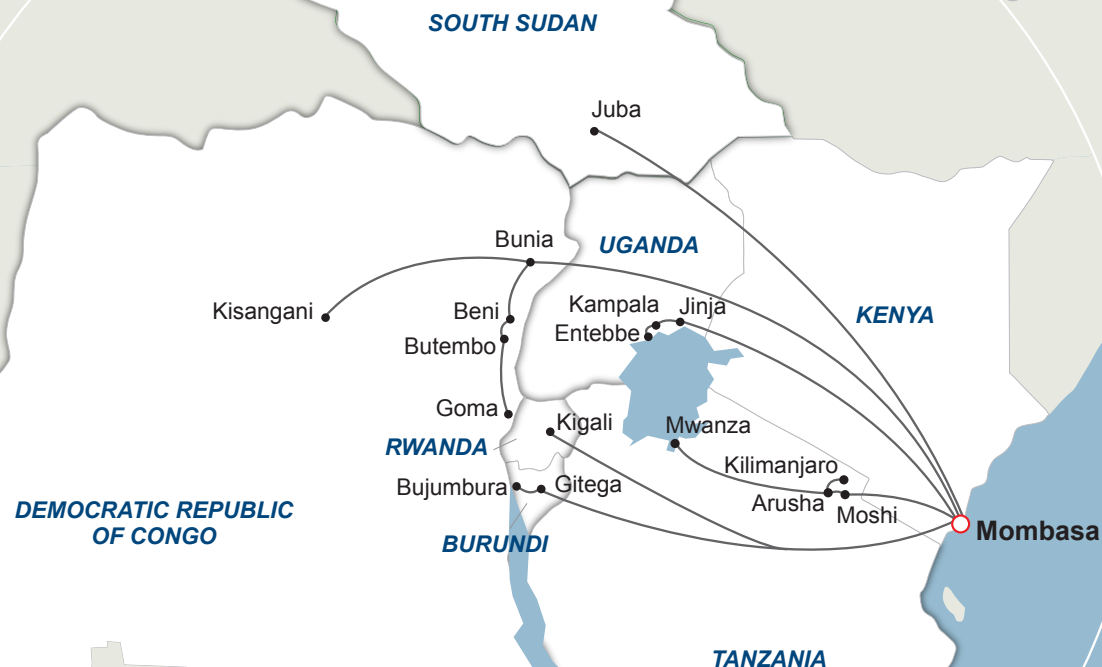 SOUTH SUDAN
Juba
Bunia
UGANDA
Kisangani
Beni
Kampala
Jinja
Entebbe
KENYA
Butembo
Goma
Kigali
Mwanza
RWANDA
Kilimanjaro
Bujumbura
Gitega
Arusha
Moshi
DEMOCRATIC REPUBLIC
OF CONGO
BURUNDI
Mombasa
TANZANIA